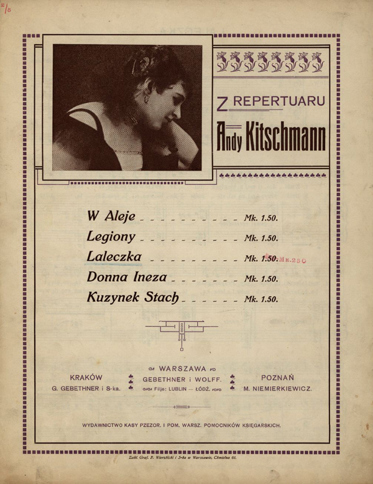 Z REPERTUARU
Andy Kitschmann
W Aleje Mk. 1.50.
Legiony Mk. 1.50.
Laleczka Mk. 1.50.
Donna Ineza Mk. 1.50.
Kuzynek Stach Mk. 1.50.
WARSZAWA
KRAKÓW GEBETHNER i WOLFF. POZNAŃ
G. GEBETHNER i S-ka. Filje: LUBLIN — ŁÓDŹ. M. NIEMIERKIEWICZ.
WYDAWNICTWO KASY PZEZOR. I POM. WARSZ. POMOCNIKÓW KSIĘGARSKICH.